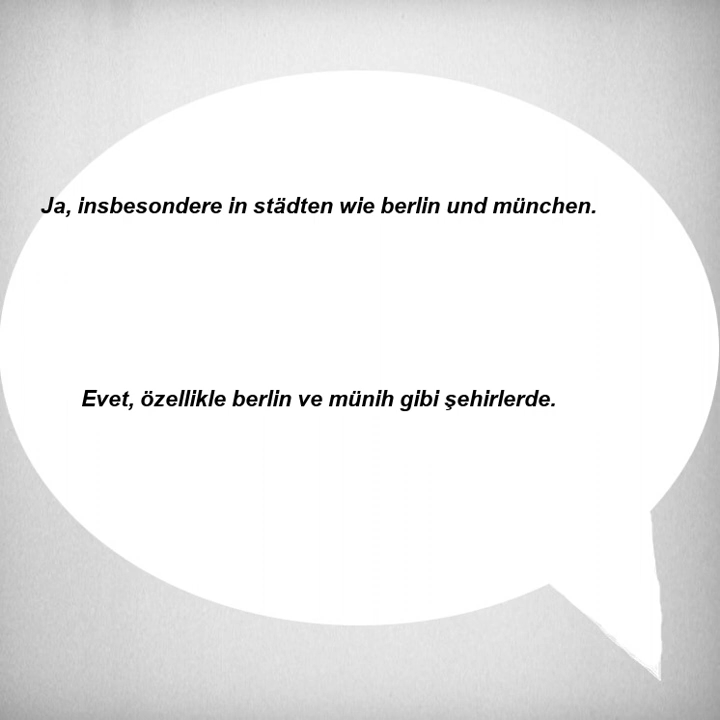 Ja, insbesondere in städten wie berlin und münchen.
Evet, özellikle berlin ve münih gibi şehirlerde.